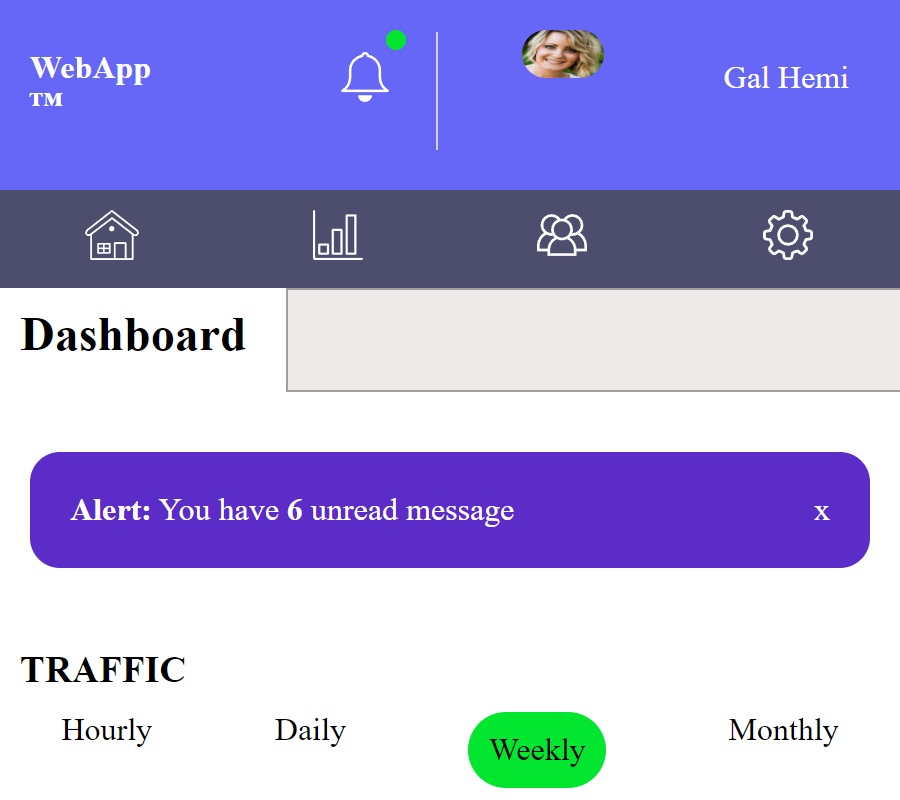 WebApp
™
Gal Hemi
Dashboard
Alert: You have 6 unread message x
TRAFFIC
Hourly Daily Weekly Monthly